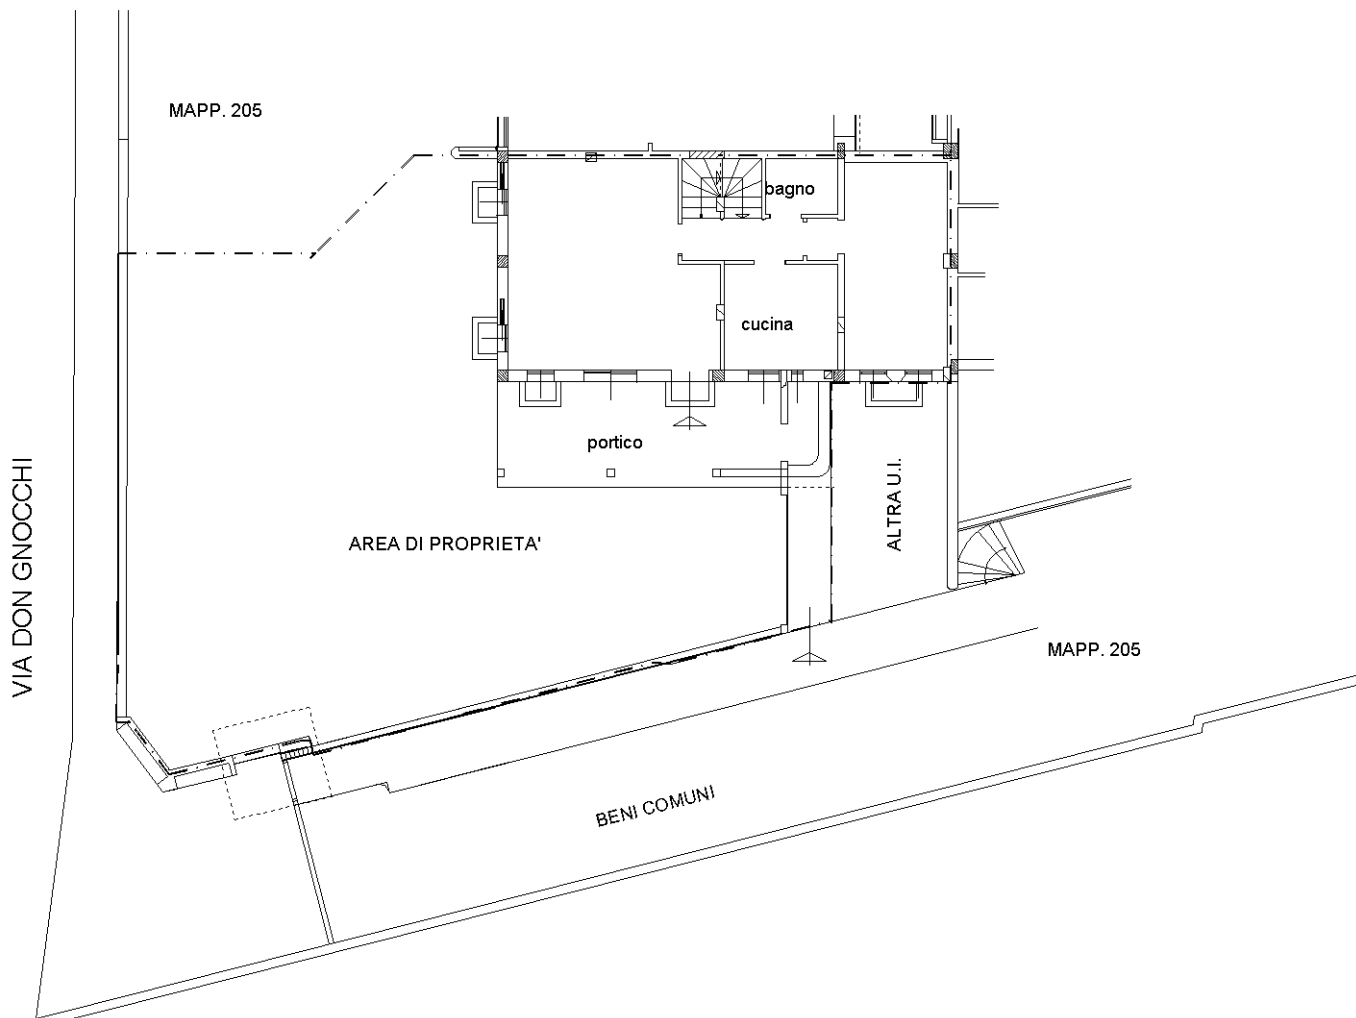 MAPP. 205
bagno
cucina
portico
VIA DON GNOCCHI
ALTRA U.I.
AREA DI PROPRIETA'
MAPP. 205
BENI COMUNI